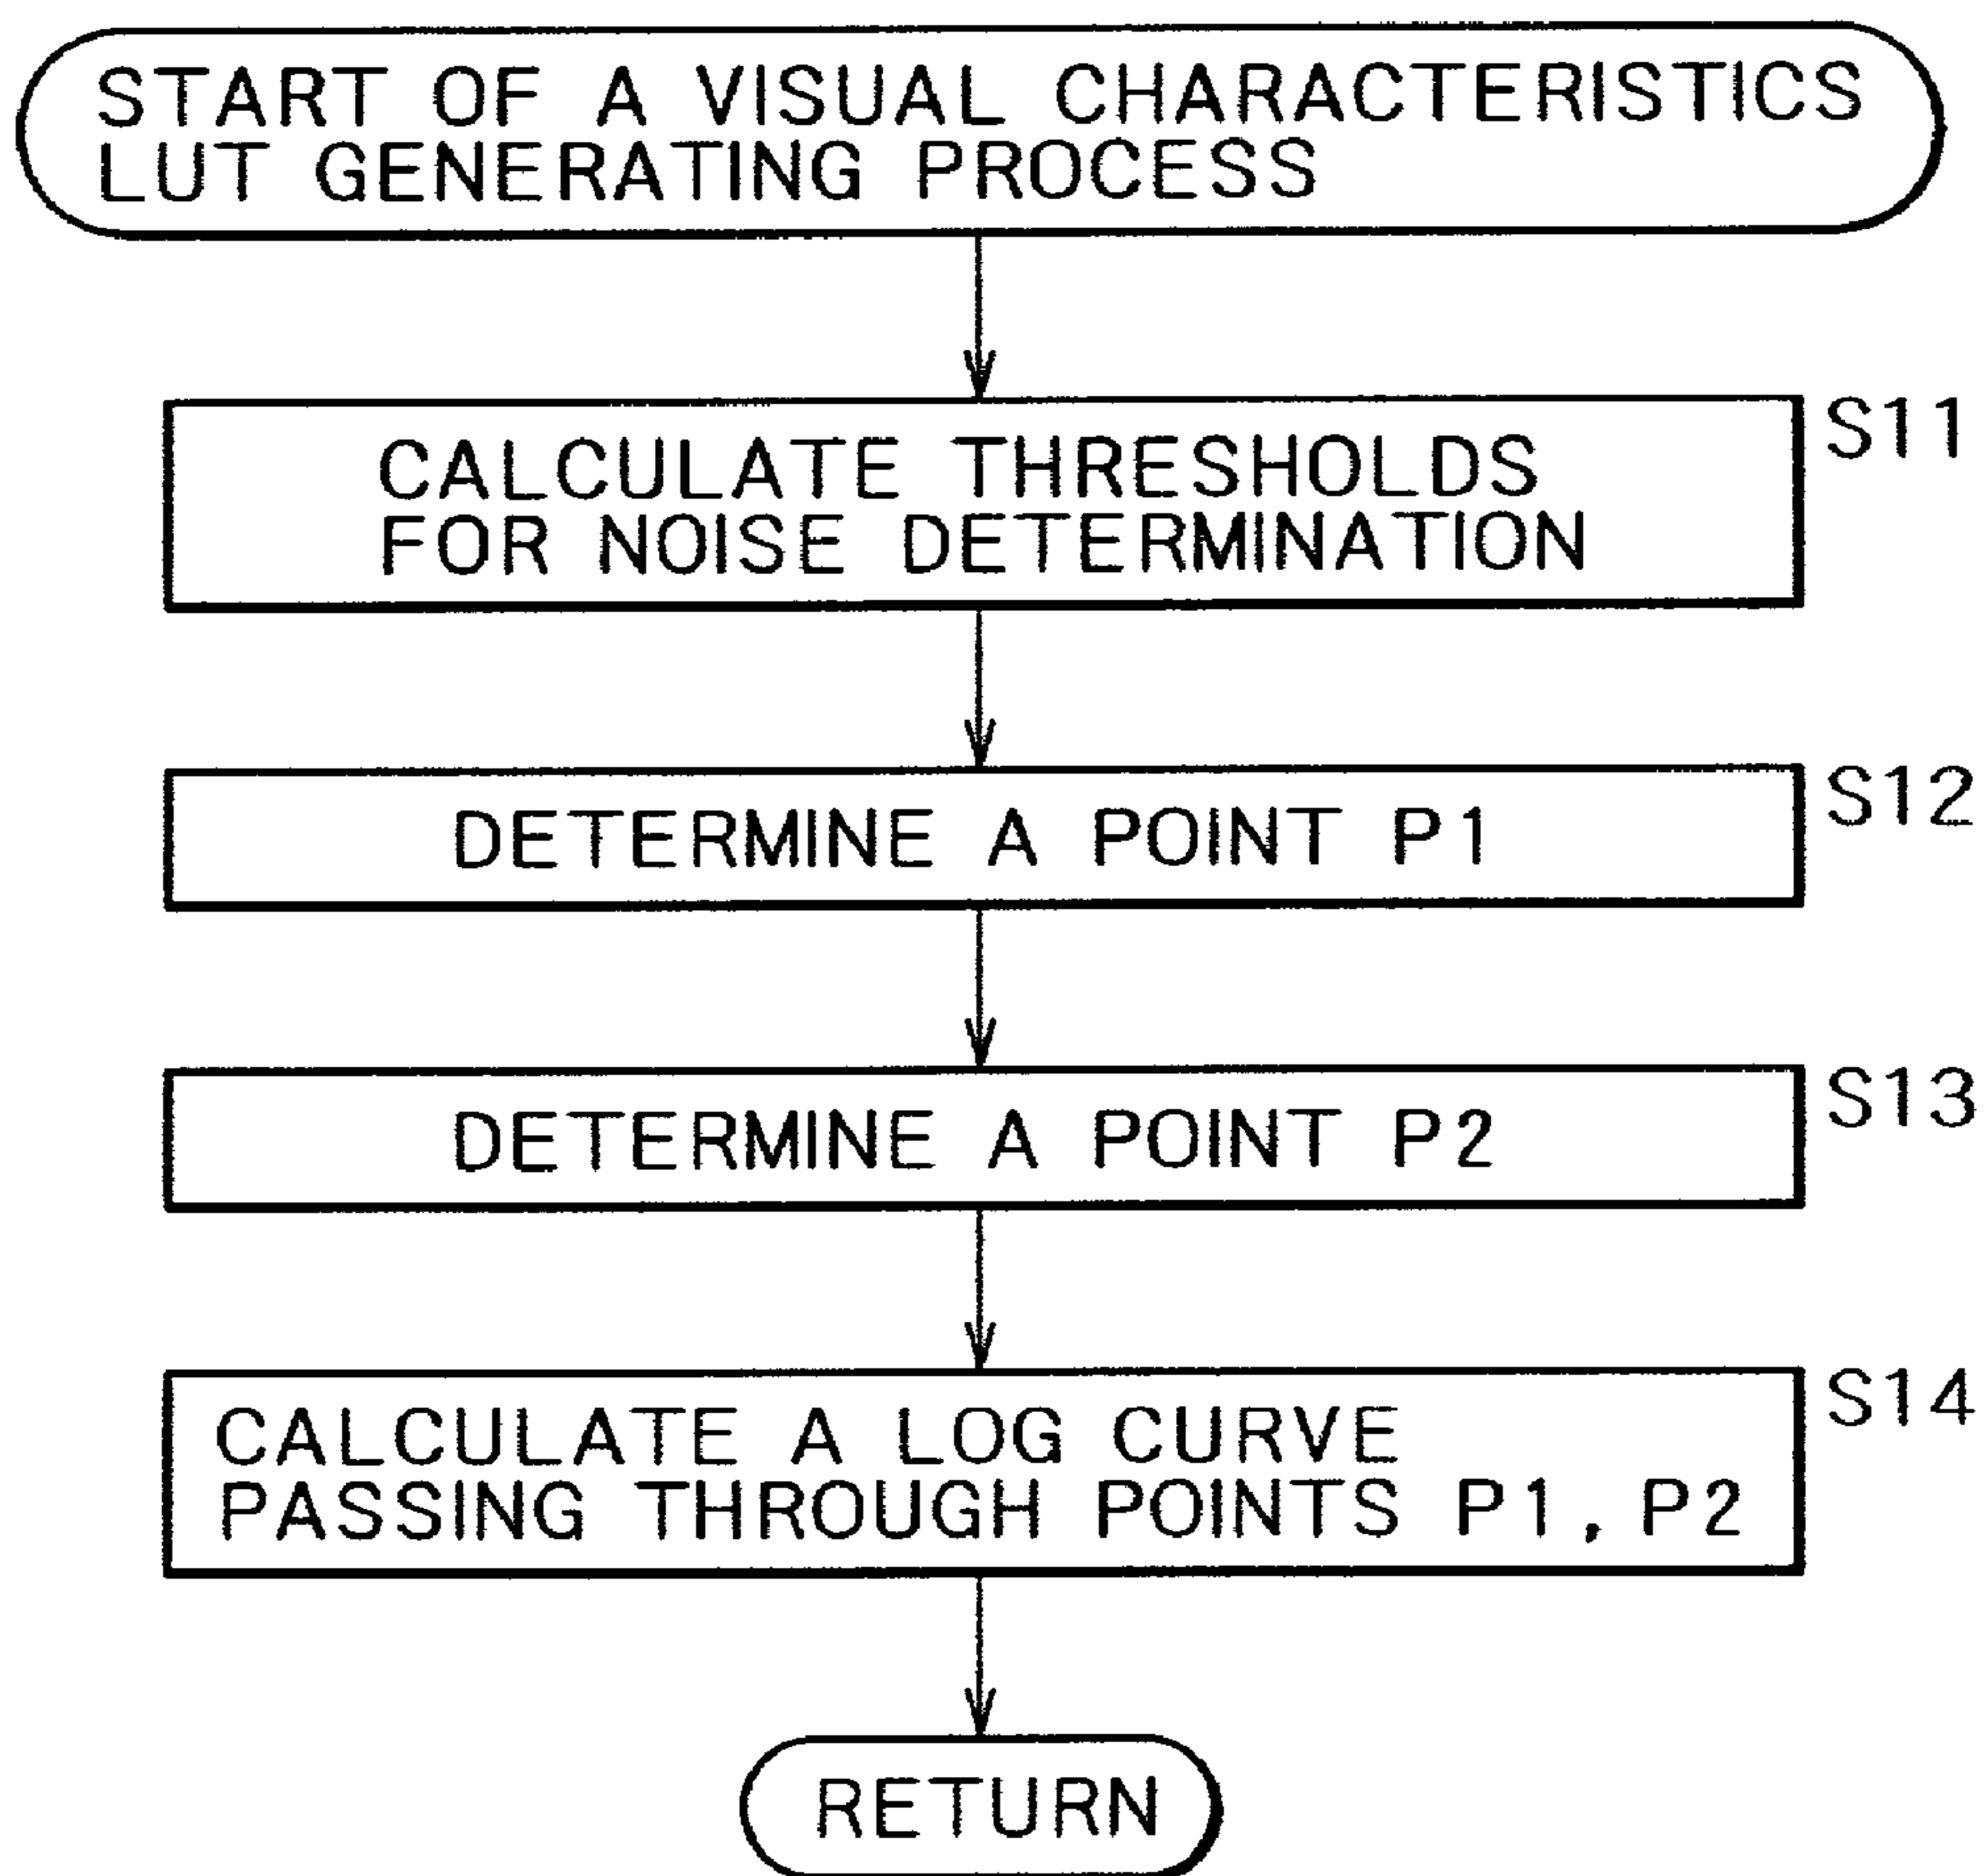 START OF A VISUAL CHARACTERISTICS
LUT GENERATING PROCESS
S11
CALCULATE THRESHOLDS
FOR NOISE DETERMINATION
S12
DETERMINE A POINT P1
S13
DETERMINE A POINT P2
S14
CALCULATE A LOG CURVE
PASSING THROUGH POINTS P1, P2
RETURN